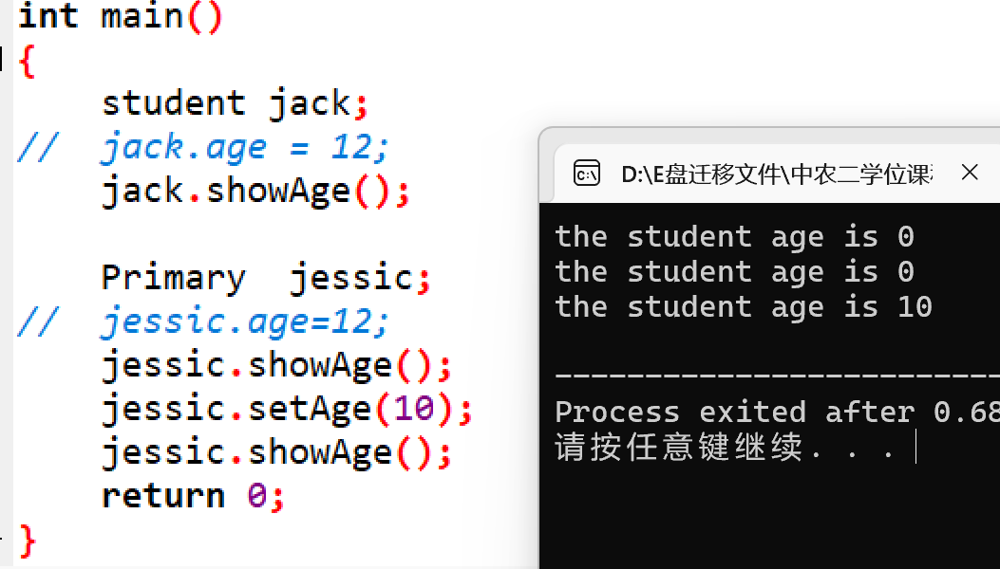 int main()
{
student jack;
// jack.age = 12;
jack.showAge();
Primary jessic;
// jessic.age=12;
jessic.showAge();
jessic.setAge(10);
jessic.showAge();
return 0;
}
D:\E盘迁移文件\中农二学位课
the student age is 0
the student age is 0
the student age is 10
--------------------------
Process exited after 0.68
请按任意键继续. . .